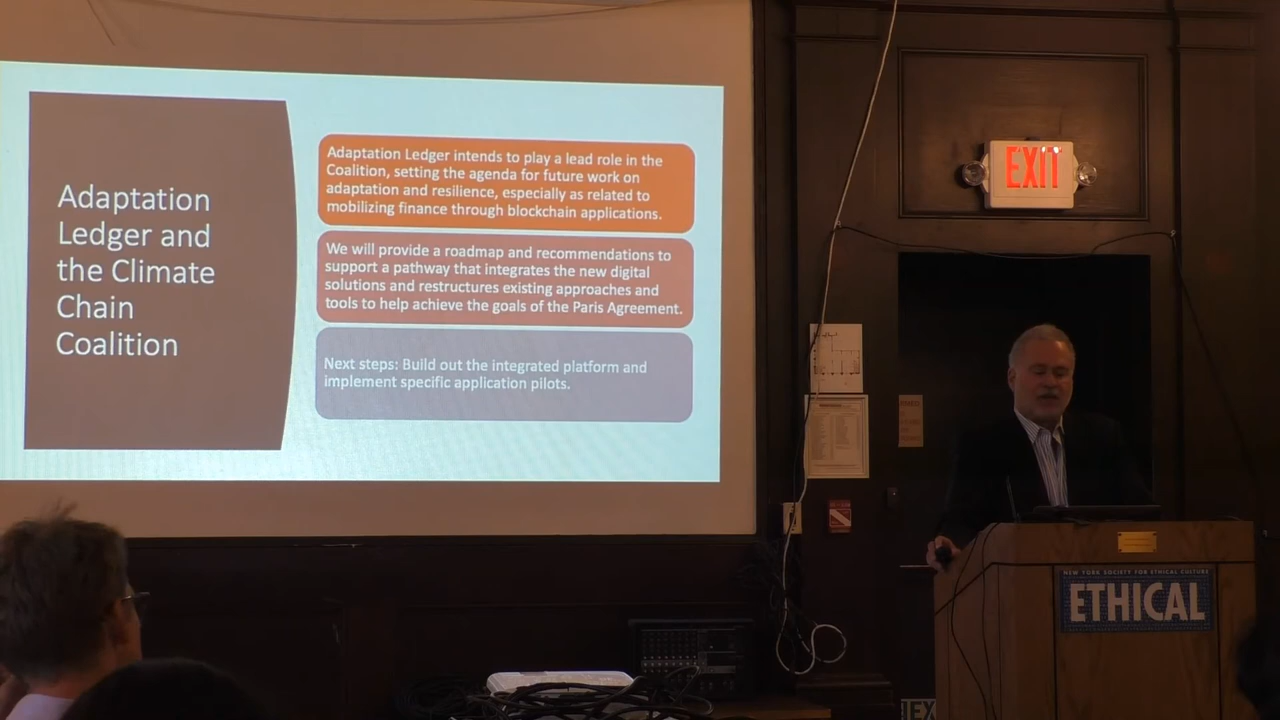 Adaptation
Ledger and
the Climate
Chain
Coalition
Adaptation Ledger intends to play a lead role in the
Coalition, setting the agenda for future work on
adaptation and resilience, especially as related to
mobilizing finance through blockchain applications.
We will provide a roadmap and recommendations to
support a pathway that integrates the new digital
solutions and restructures existing approaches and
tools to help achieve the goals of the Paris Agreement.
Next steps: Build out the integrated platform and
implement specific application pilots.
EXIT
NEW YORK SOCIETY FOR ETHICAL CULTURE
ETHICAL
EX